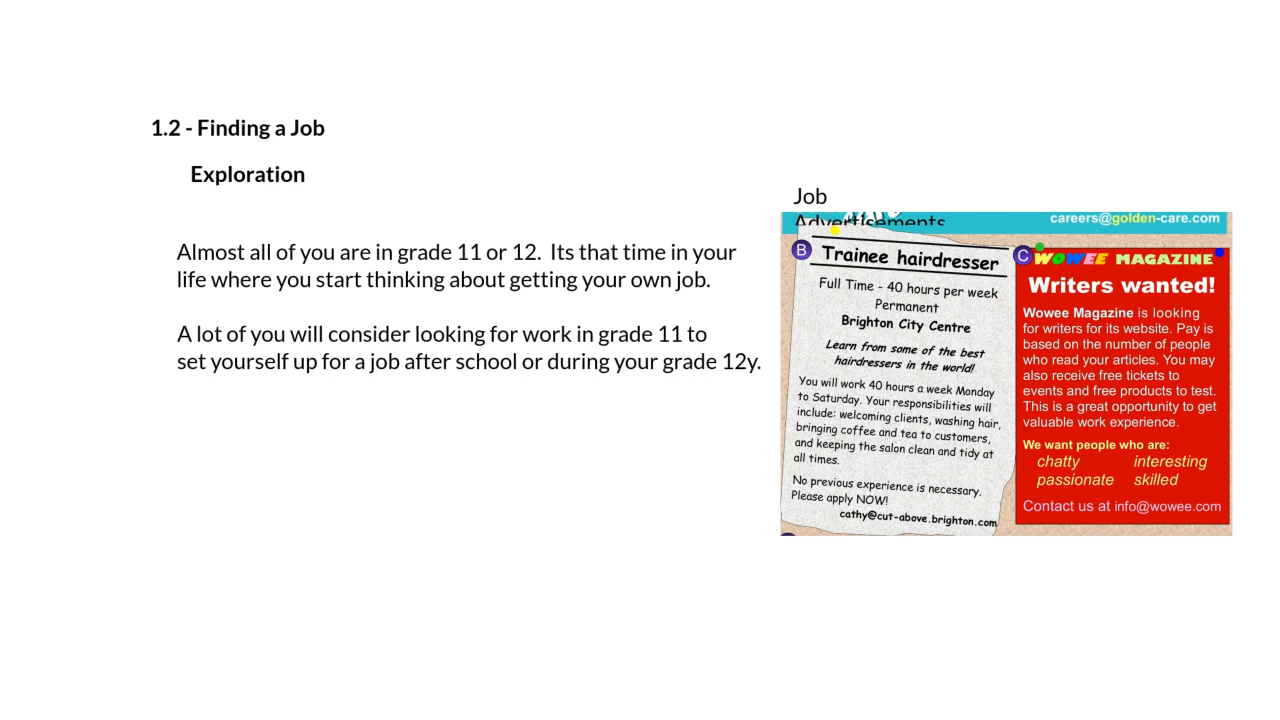 1.2 - Finding a Job
Exploration
Almost all of you are in grade 11 or 12.  Its that time in your
life where you start thinking about getting your own job.
A lot of you will consider looking for work in grade 11 to
set yourself up for a job after school or during your grade 12y.
Job
Advertisements
careers@golden-care.com
B
Trainee hairdresser
Full Time - 40 hours per week
Permanent
Brighton City Centre
Learn from some of the best
hairdressers in the world!
You will work 40 hours a week Monday
to Saturday. Your responsibilities will
include: welcoming clients, washing hair,
bringing coffee and tea to customers,
and keeping the salon clean and tidy at
all times.
No previous experience is necessary.
Please apply NOW!
cathy@cut-above.brighton.com
C
WOWEE MAGAZINE
Writers wanted!
Wowee Magazine is looking
for writers for its website. Pay is
based on the number of people
who read your articles. You may
also receive free tickets to
events and free products to test.
This is a great opportunity to get
valuable work experience.
We want people who are:
chatty interesting
passionate skilled
Contact us at info@wowee.com